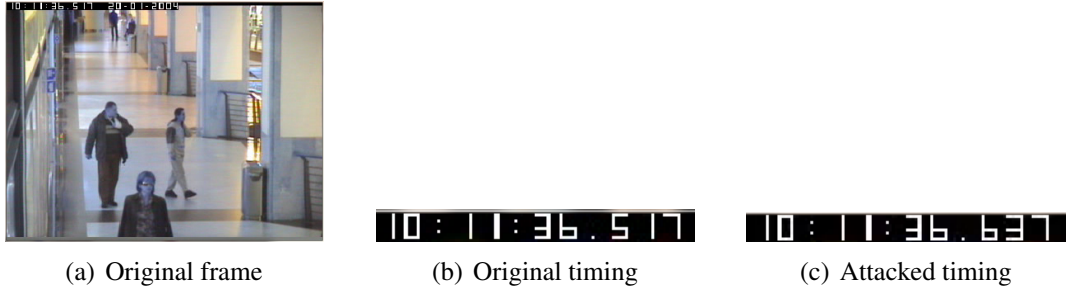 10:11:36.517 20-01-2004
10:11:36.517
10:11:36.637
(a) Original frame
(b) Original timing
(c) Attacked timing